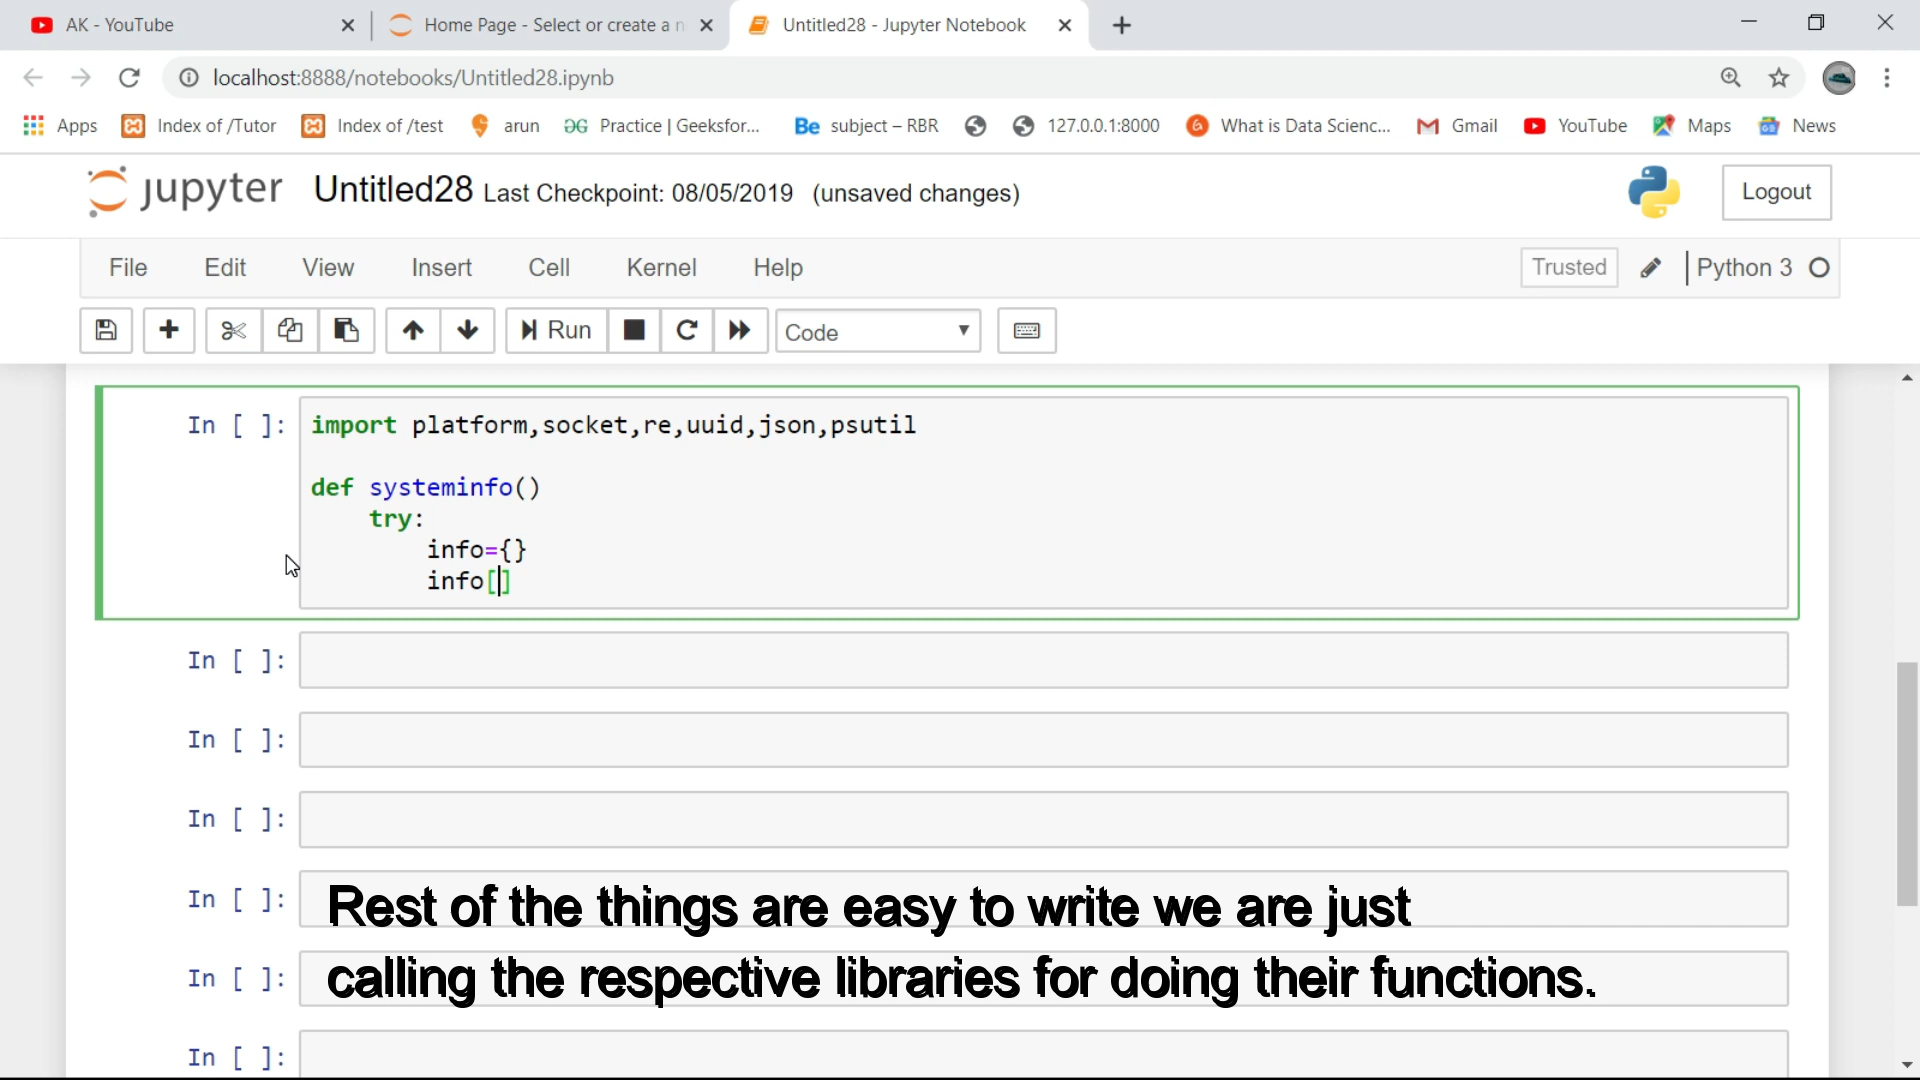 AK - YouTube
Home Page - Select or create a n
Untitled28 - Jupyter Notebook
localhost:8888/notebooks/Untitled28.ipynb
Apps
Index of /Tutor
Index of /test
arun
Practice | Geeksfor...
Be subject – RBR
127.0.0.1:8000
What is Data Scienc...
Gmail
YouTube
Maps
News
jupyter Untitled28 Last Checkpoint: 08/05/2019 (unsaved changes)
Logout
File Edit View Insert Cell Kernel Help
Trusted
Python 3
Run
Code
In [ ]: import platform,socket,re,uuid,json,psutil
def systeminfo()
try:
info={}
info[]
In [ ]:
In [ ]:
In [ ]:
In [ ]: Rest of the things are easy to write we are just
In [ ]: calling the respective libraries for doing their functions.
In [ ]: